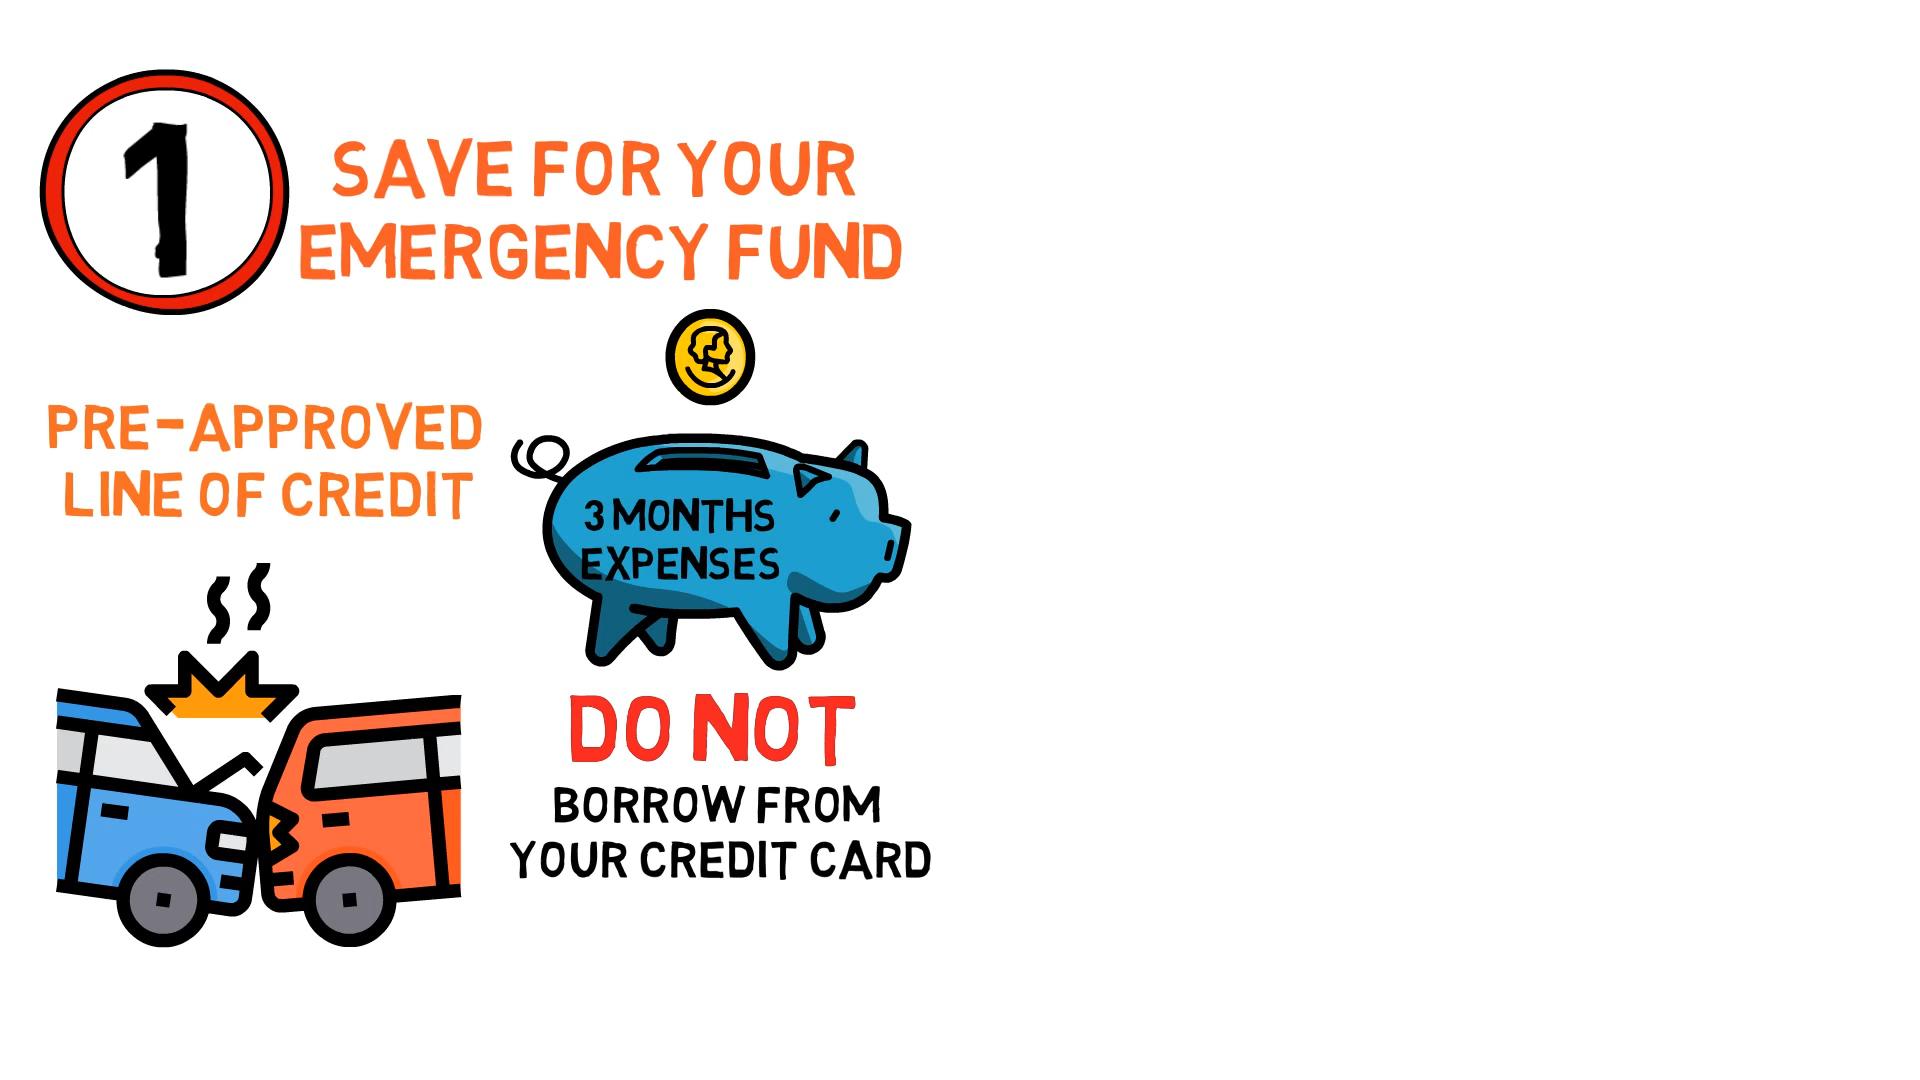 1
SAVE FOR YOUR
EMERGENCY FUND
PRE-APPROVED
LINE OF CREDIT
3 MONTHS
EXPENSES
DO NOT
BORROW FROM
YOUR CREDIT CARD